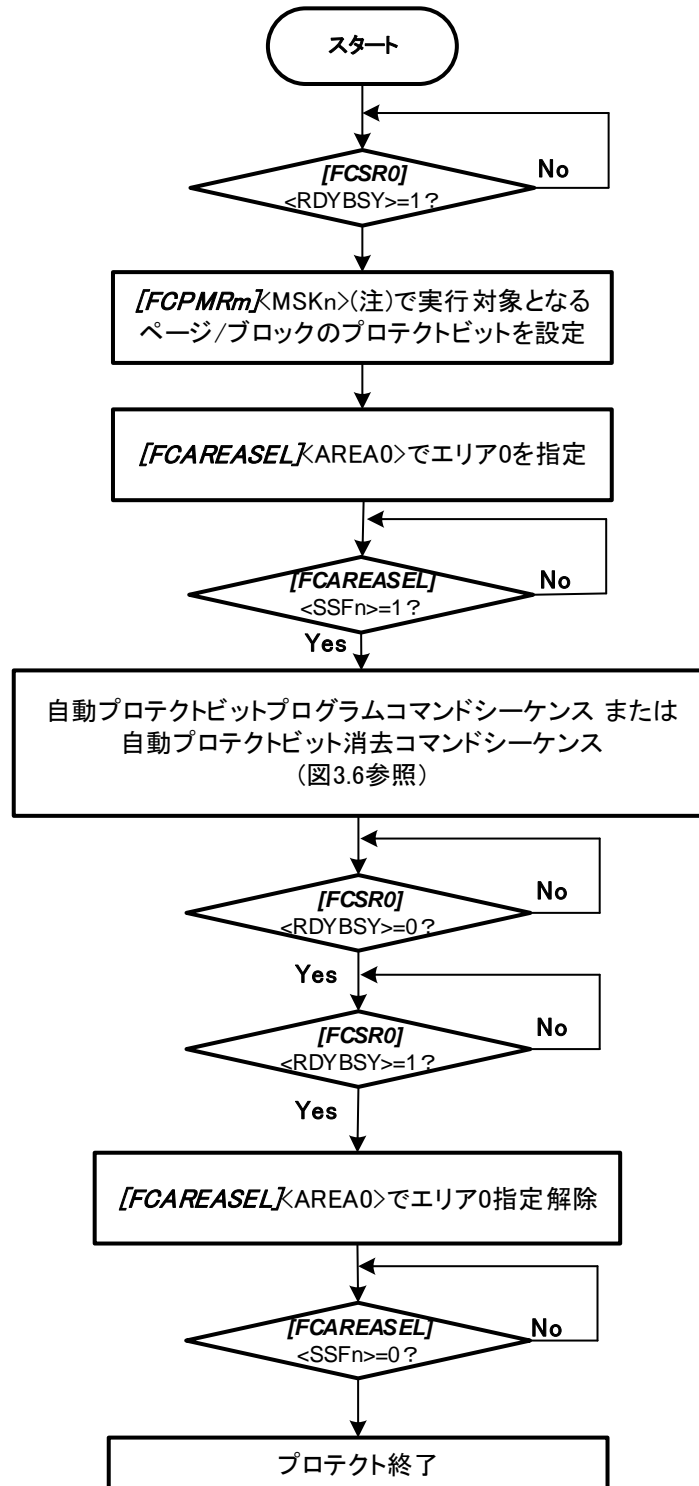 スタート
[FCSR0]
<RDYBSY>=1?
No
[FCPMRm]<MSKn>(注)で実行対象となる
ページ/ブロックのプロテクトビットを設定
[FCAREASEL]<AREA0>でエリア0を指定
[FCAREASEL]
<SSFn>=1?
No
Yes
自動プロテクトビットプログラムコマンドシーケンス または
自動プロテクトビット消去コマンドシーケンス
(図3.6参照)
[FCSR0]
<RDYBSY>=0?
No
Yes
[FCSR0]
<RDYBSY>=1?
No
Yes
[FCAREASEL]<AREA0>でエリア0指定解除
[FCAREASEL]
<SSFn>=0?
No
プロテクト終了